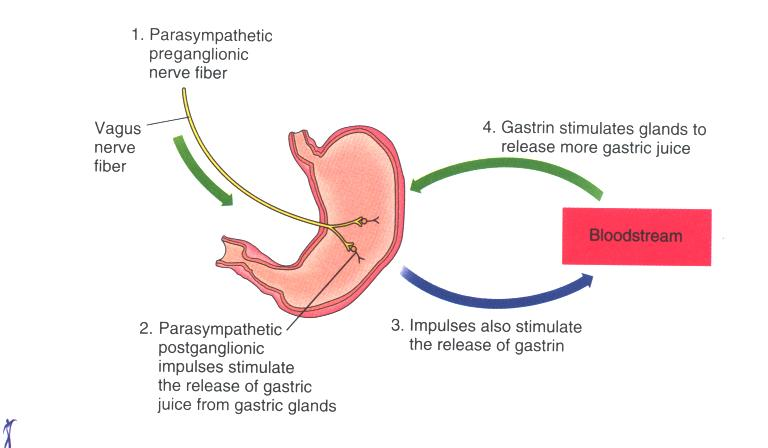 1. Parasympathetic
preganglionic
nerve fiber
Vagus
nerve
fiber
4. Gastrin stimulates glands to
release more gastric juice
Bloodstream
2. Parasympathetic
postganglionic
impulses stimulate
the release of gastric
juice from gastric glands
3. Impulses also stimulate
the release of gastrin